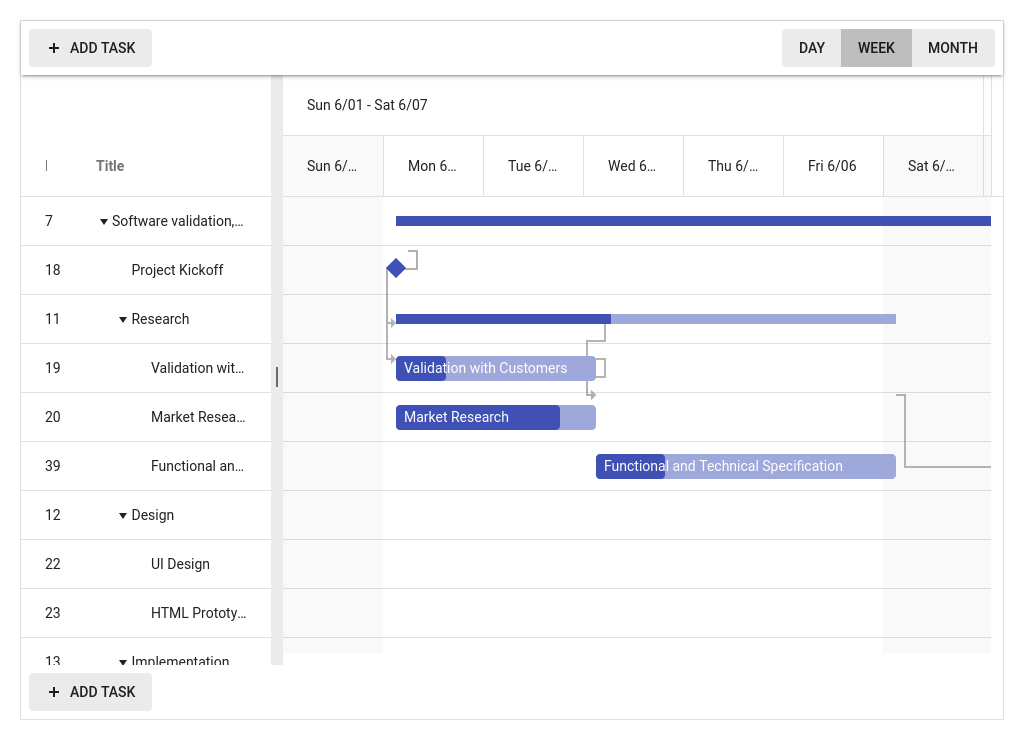 ADD TASK
DAY WEEK MONTH
Sun 6/01 - Sat 6/07
Title
Sun 6/... Mon 6... Tue 6/... Wed 6... Thu 6/... Fri 6/06 Sat 6/...
7 Software validation,...
18 Project Kickoff
11 Research
19 Validation wit... Validation with Customers
20 Market Resea... Market Research
39 Functional an... Functional and Technical Specification
12 Design
22 UI Design
23 HTML Prototy...
13 Implementation
ADD TASK